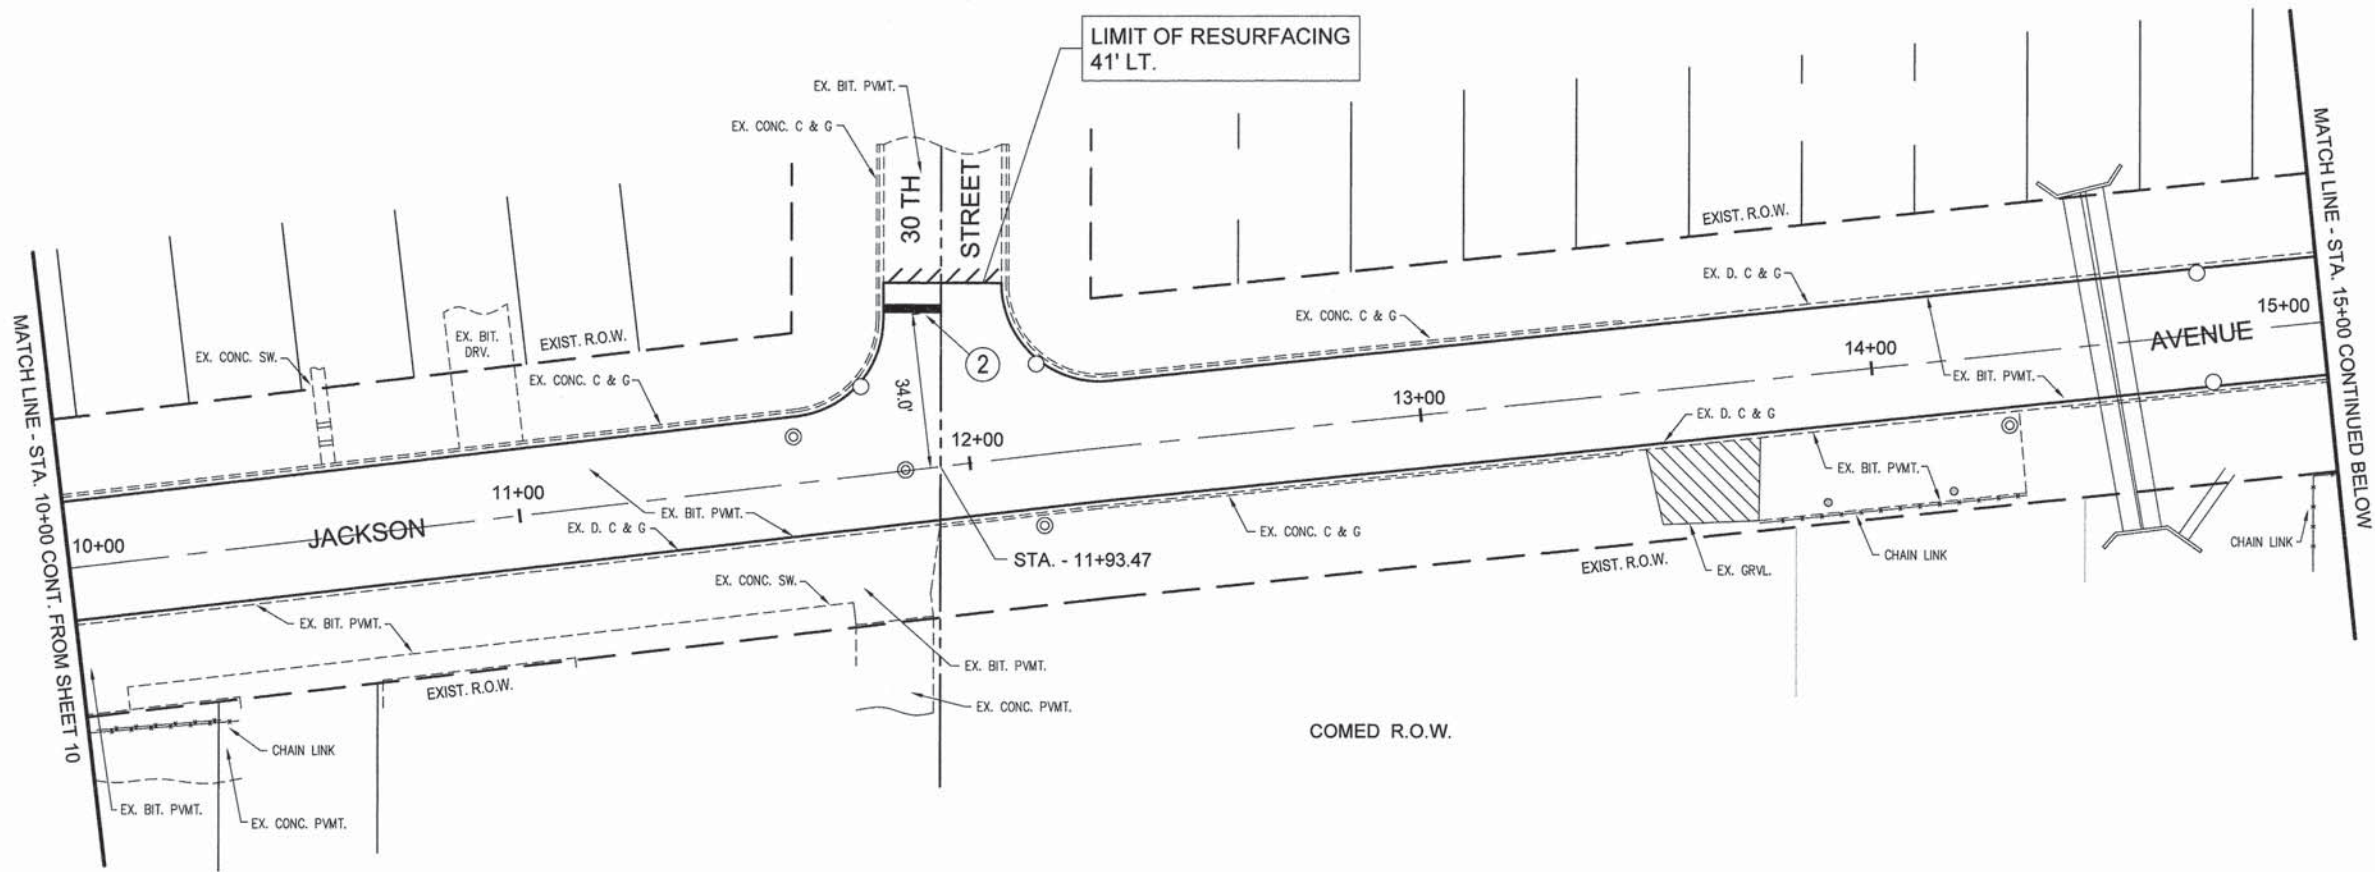 LIMIT OF RESURFACING
41' LT.
EX. BIT. PVMT.
EX. CONC. C & G
30 TH
STREET
MATCH LINE - STA. 15+00 CONTINUED BELOW
EXIST. R.O.W.
EX. D. C & G
EX. CONC. C & G
15+00
AVENUE
14+00
EX. BIT. PVMT.
13+00
EX. D. C & G
EX. BIT. PVMT.
CHAIN LINK
CHAIN LINK
EX. GRVL.
EXIST. R.O.W.
2
34.0'
12+00
EX. CONC. C & G
STA. - 11+93.47
MATCH LINE - STA. 10+00 CONT. FROM SHEET 10
EX. CONC. SW.
EX. BIT.
DRV.
EXIST. R.O.W.
EX. CONC. C & G
11+00
10+00
JACKSON
EX. BIT. PVMT.
EX. D. C & G
EX. CONC. SW.
EX. BIT. PVMT.
EX. BIT. PVMT.
EX. CONC. PVMT.
EXIST. R.O.W.
COMED R.O.W.
CHAIN LINK
EX. BIT. PVMT.
EX. CONC. PVMT.